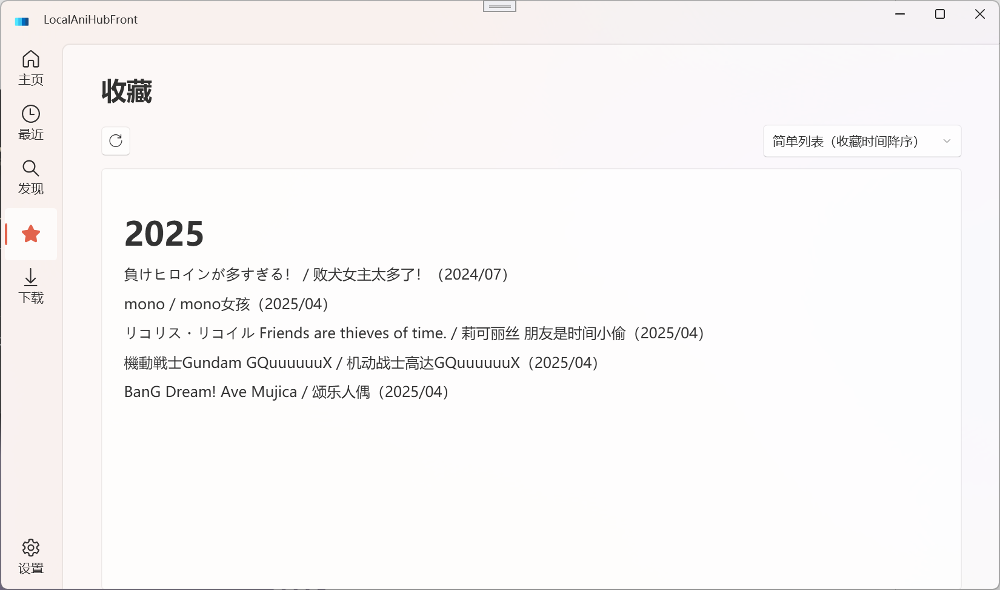 LocalAniHubFront
主页
最近
发现
下载
设置
收藏
简单列表（收藏时间降序）
2025
負けヒロインが多すぎる！ / 败犬女主太多了！（2024/07）
mono / mono女孩（2025/04）
リコリス・リコイル Friends are thieves of time. / 莉可丽丝 朋友是时间小偷（2025/04）
機動戦士Gundam GQuuuuuuX / 机动战士高达GQuuuuuuX（2025/04）
BanG Dream! Ave Mujica / 颂乐人偶（2025/04）